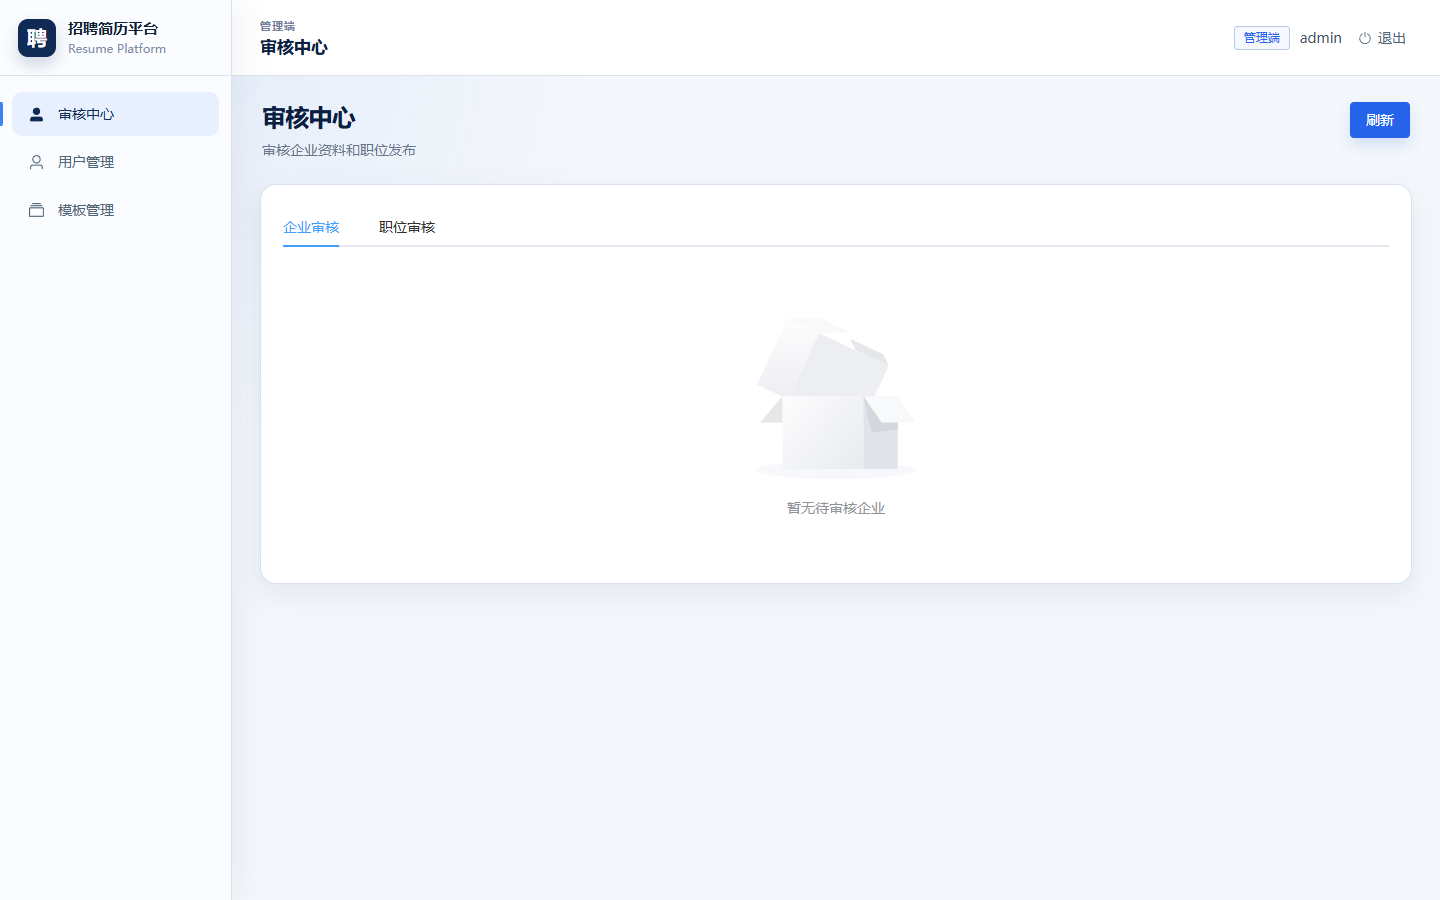 聘
招聘简历平台
Resume Platform
审核中心
用户管理
模板管理
管理端
审核中心
管理端
admin
退出
审核中心
审核企业资料和职位发布
刷新
企业审核
职位审核
暂无待审核企业